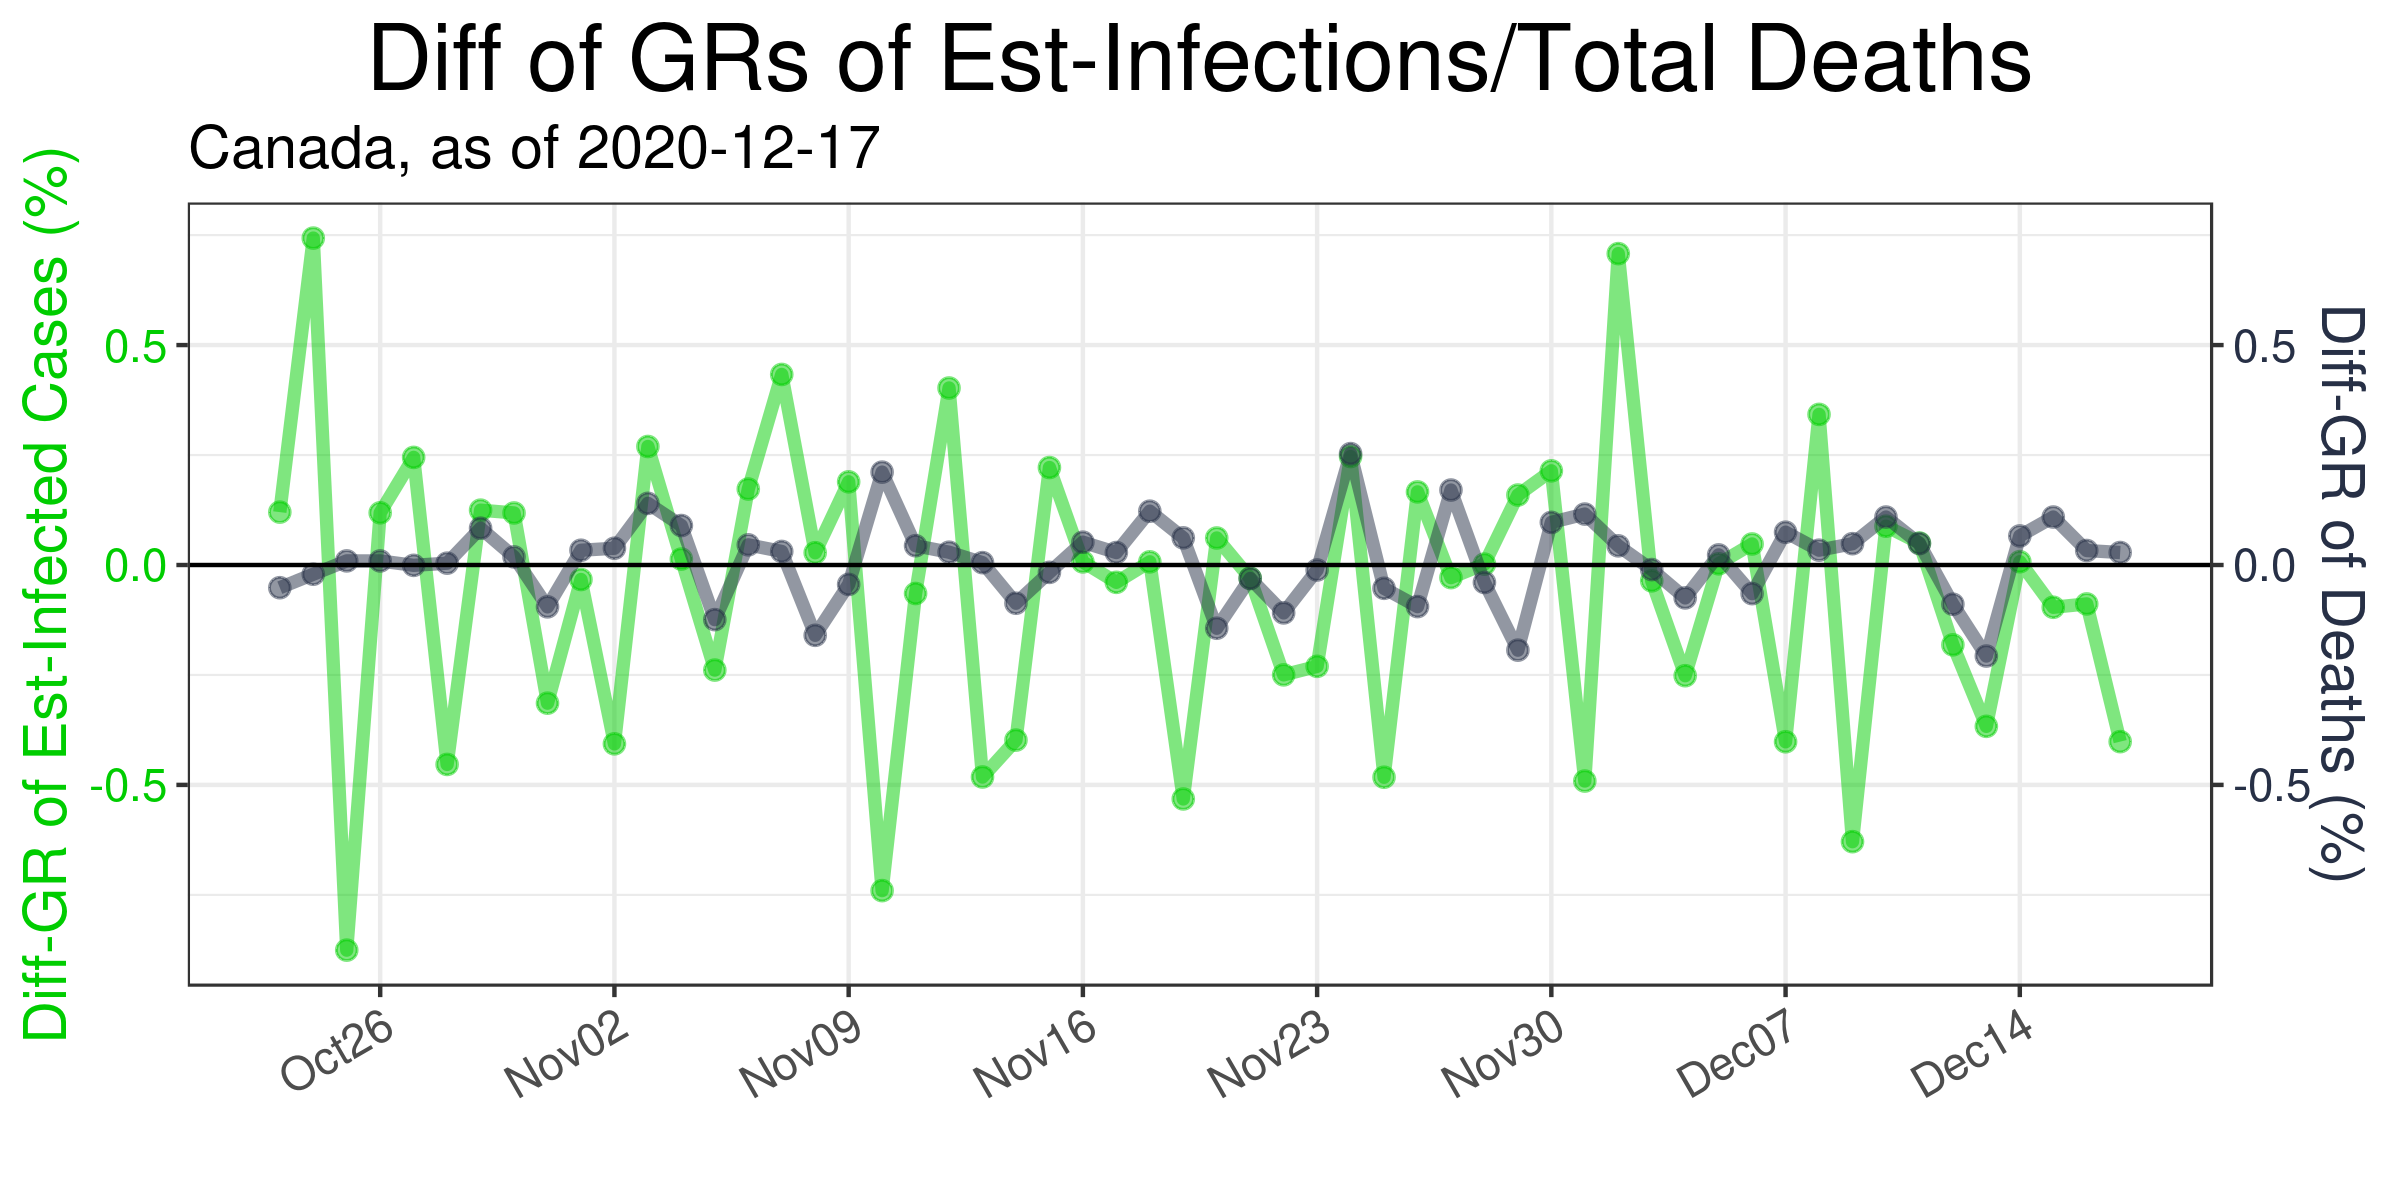 Diff of GRs of Est-Infections/Total Deaths
Canada, as of 2020-12-17
Diff-GR of Est-Infected Cases (%)
0.5
0.0
-0.5
0.5
0.0
-0.5
Diff-GR of Deaths (%)
Oct26
Nov02
Nov09
Nov16
Nov23
Nov30
Dec07
Dec14